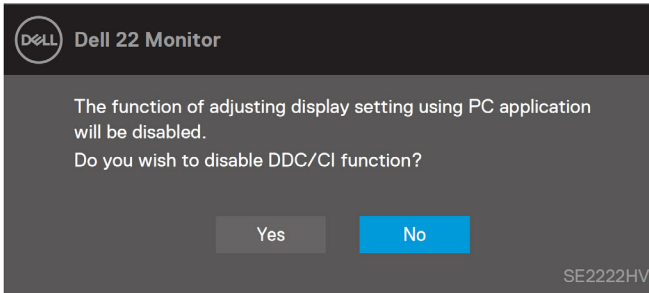 DELL
Dell 22 Monitor
The function of adjusting display setting using PC application
will be disabled.
Do you wish to disable DDC/CI function?
Yes
No
SE2222HV